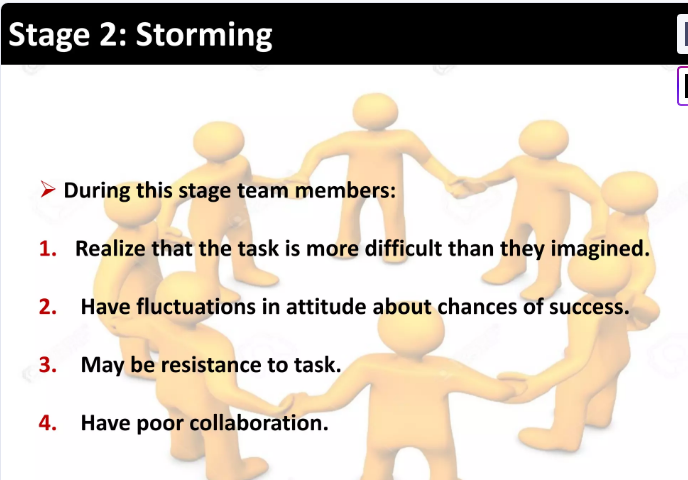 Stage 2: Storming
➢ During this stage team members:
1. Realize that the task is more difficult than they imagined.
2. Have fluctuations in attitude about chances of success.
3. May be resistance to task.
4. Have poor collaboration.